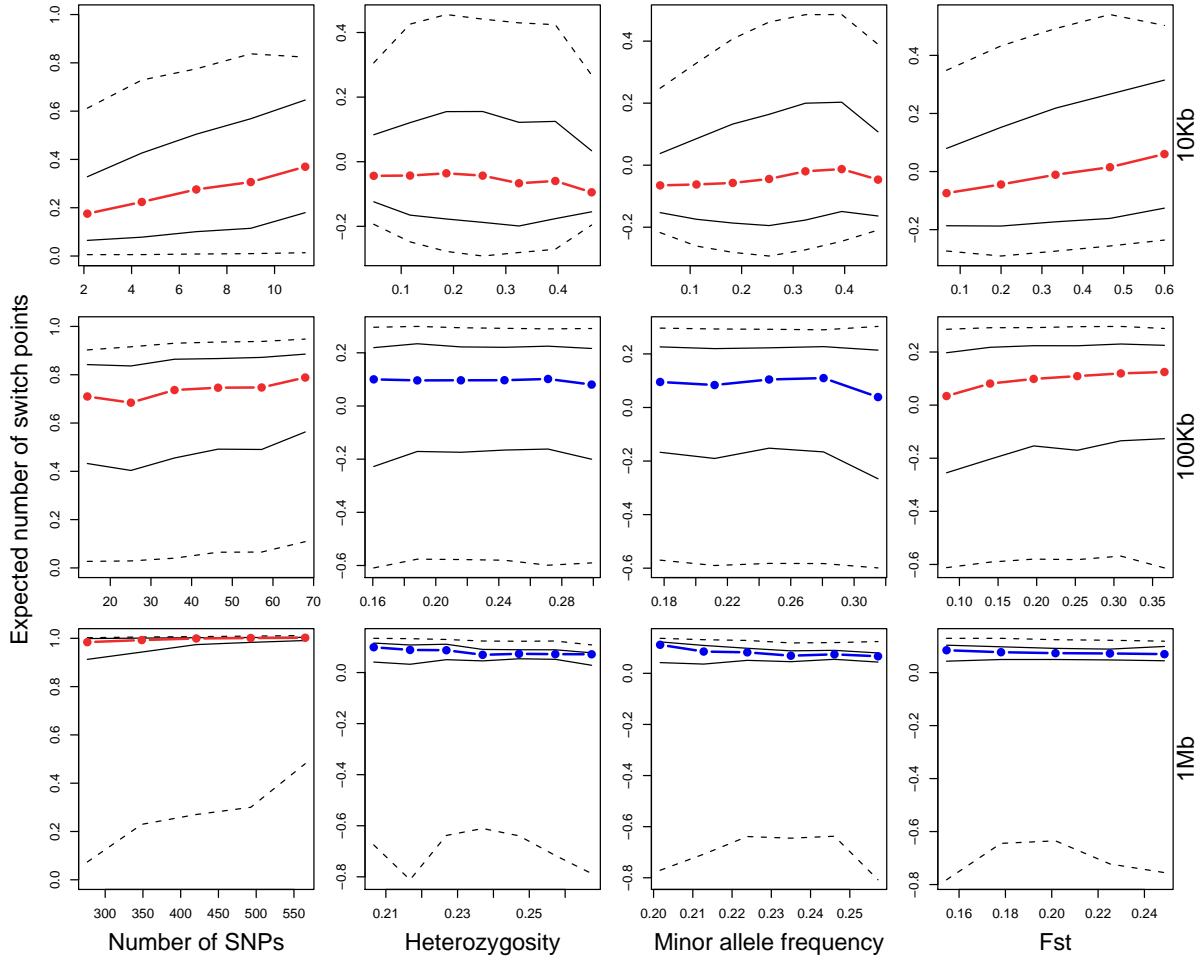 Expected number of switch points
0.0 0.2 0.4 0.6 0.8 1.0
2 4 6 8 10
−0.2 0.0 0.2 0.4
0.1 0.2 0.3 0.4
−0.2 0.0 0.2 0.4
0.1 0.2 0.3 0.4
−0.2 0.0 0.2 0.4
0.1 0.2 0.3 0.4 0.5 0.6
10Kb
0.0 0.2 0.4 0.6 0.8 1.0
20 30 40 50 60 70
−0.6 −0.4 −0.2 0.0 0.2
0.16 0.20 0.24 0.28
−0.6 −0.4 −0.2 0.0 0.2
0.18 0.22 0.26 0.30
−0.6 −0.4 −0.2 0.0 0.2
0.10 0.15 0.20 0.25 0.30 0.35
100Kb
0.0 0.2 0.4 0.6 0.8 1.0
300 350 400 450 500 550
−0.8 −0.6 −0.4 −0.2 0.0
0.21 0.23 0.25
−0.8 −0.6 −0.4 −0.2 0.0
0.20 0.21 0.22 0.23 0.24 0.25
−0.8 −0.6 −0.4 −0.2 0.0
0.16 0.18 0.20 0.22 0.24
1Mb
Number of SNPs
Heterozygosity
Minor allele frequency
Fst